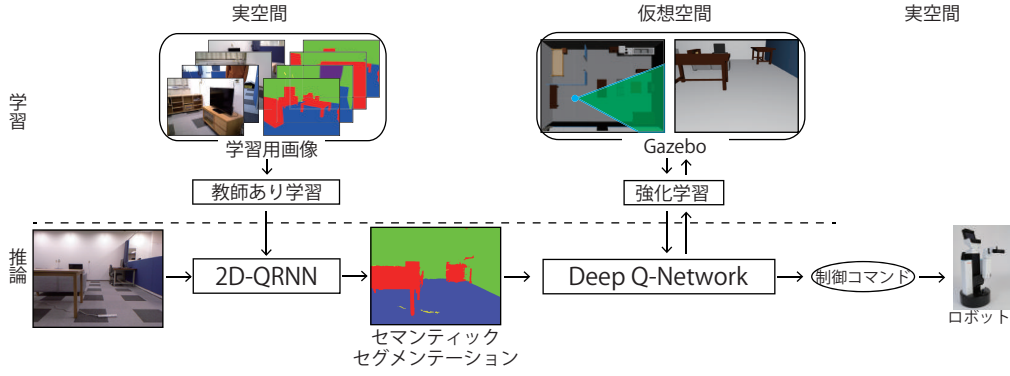 実空間
仮想空間
実空間
学習
学習用画像
Gazebo
教師あり学習
強化学習
推論
2D-QRNN
Deep Q-Network
制御コマンド
ロボット
セマンティック
セグメンテーション